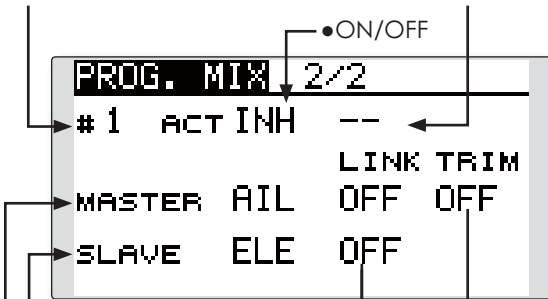 ●ON/OFF
PROG. MIX 2/2
#1 ACT INH --
LINK TRIM
MASTER AIL OFF OFF
SLAVE ELE OFF